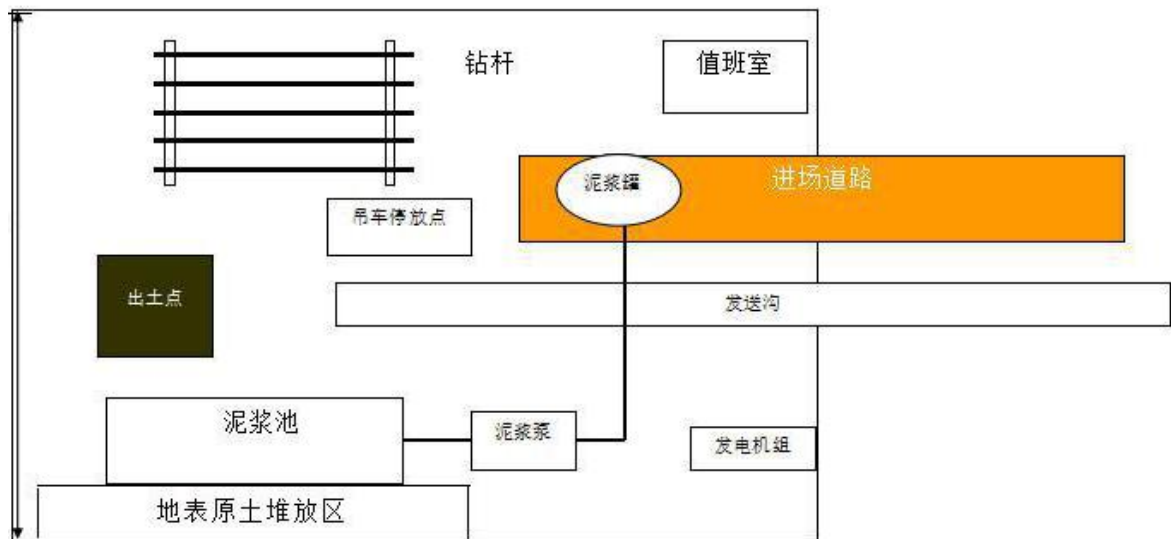 钻杆
值班室
进场道路
泥浆罐
吊车停放点
出土点
发送沟
泥浆池
泥浆泵
发电机组
地表原土堆放区